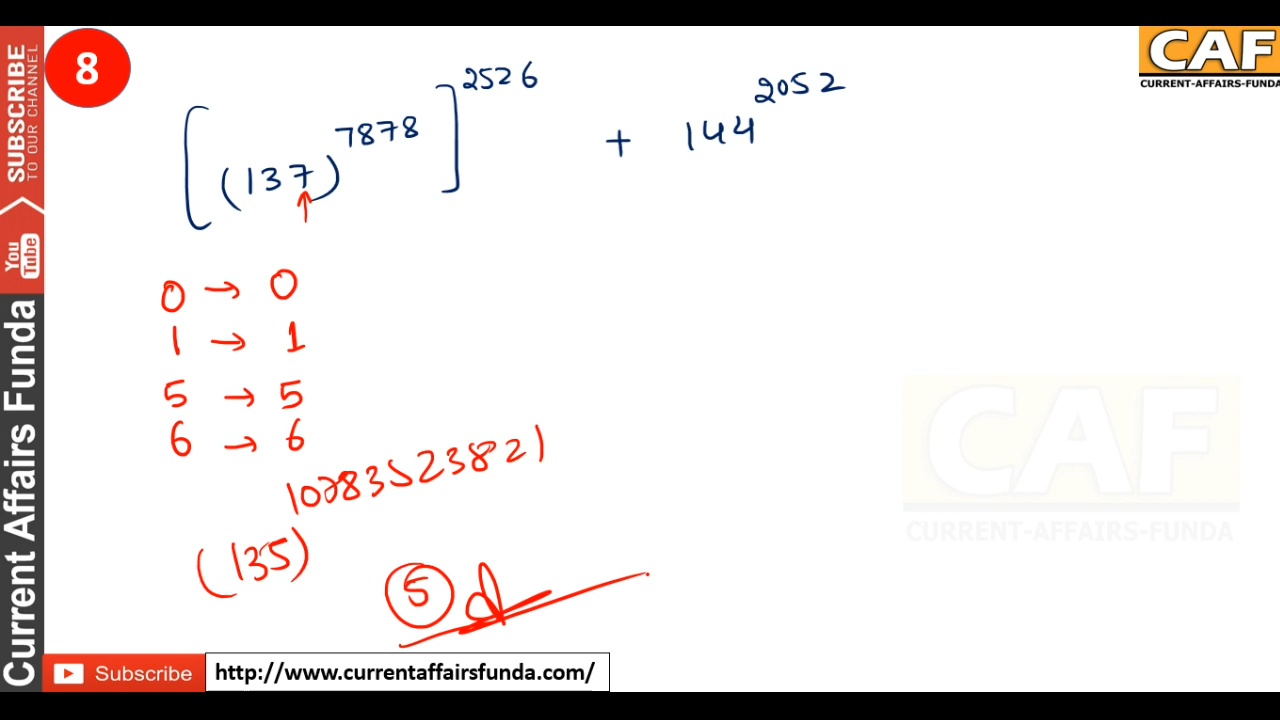 8
CAF
CURRENT-AFFAIRS-FUNDA
SUBSCRIBE
TO OUR CHANNEL
You
Tube
Current Affairs Funda
[(137)^7878]^2526 + 144^2052
0 → 0
1 → 1
5 → 5
6 → 6
(135)
5
CAF
CURRENT-AFFAIRS-FUNDA
Subscribe
http://www.currentaffairsfunda.com/